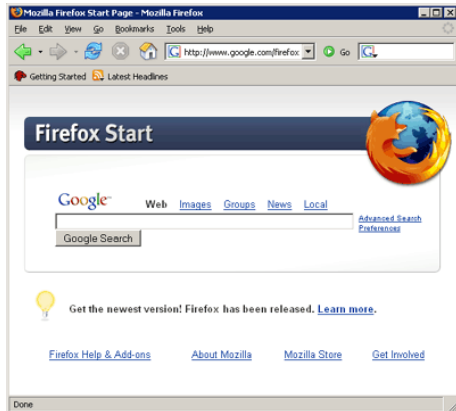 Mozilla Firefox Start Page - Mozilla Firefox
File Edit View Go Bookmarks Tools Help
G http://www.google.com/firefox Go G
Getting Started Latest Headlines
Firefox Start
Google™ Web Images Groups News Local
Advanced Search
Preferences
Google Search
Get the newest version! Firefox has been released. Learn more.
Firefox Help & Add-ons About Mozilla Mozilla Store Get Involved
Done